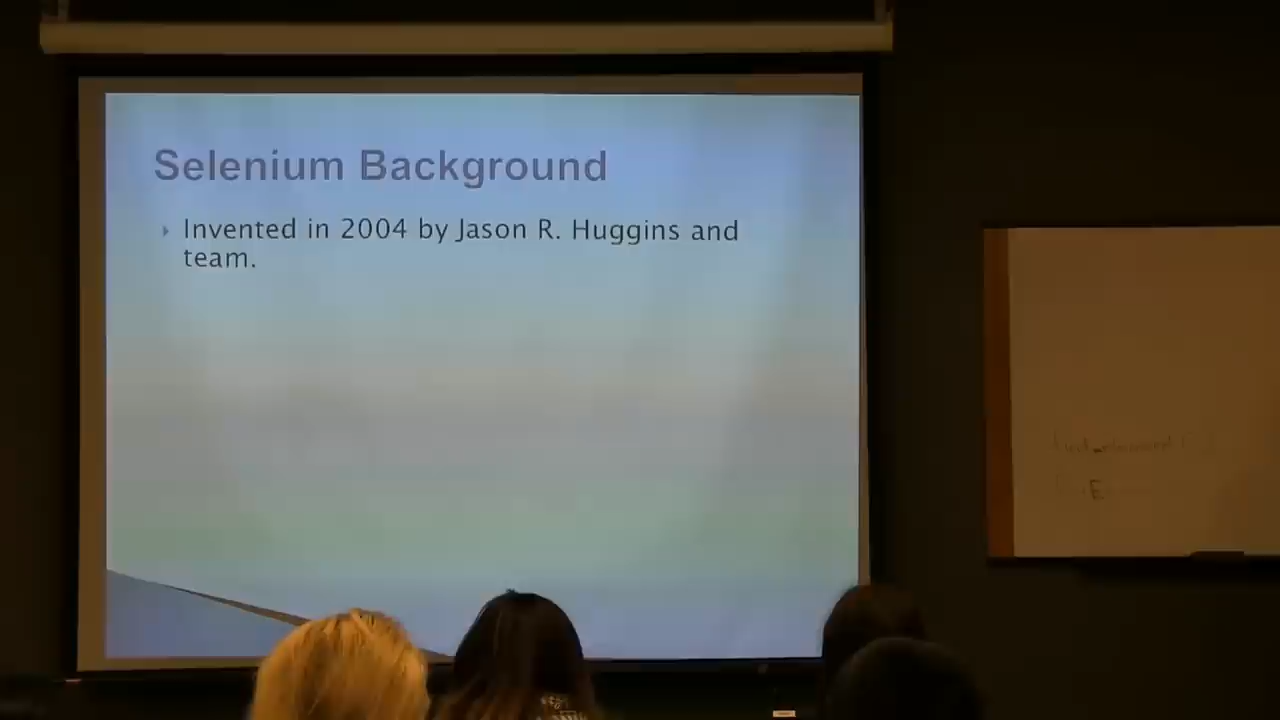 Selenium Background
Invented in 2004 by Jason R. Huggins and
team.
E